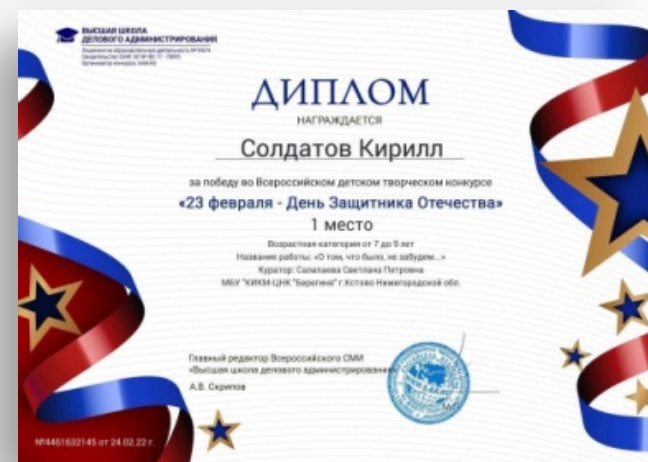 ВЫСШАЯ ШКОЛА
ДЕЛОВОГО АДМИНИСТРИРОВАНИЯ
ДИПЛОМ
НАГРАЖДАЕТСЯ
Солдатов Кирилл
за победу во Всероссийском детском творческом конкурсе
«23 февраля - День Защитника Отечества»
1 место
Возрастная категория от 7 до 9 лет
Название работы: «О том, что было, не забудем...»
Куратор: Светлана Петровна
МБУ "КИКМ-ЦНК "Берегиня" г.Кстово Нижегородской обл.
Главный редактор Всероссийского СМИ
«Высшая школа делового администрирования»
А.В. Скрипов
№4461632145 от 24.02.22 г.